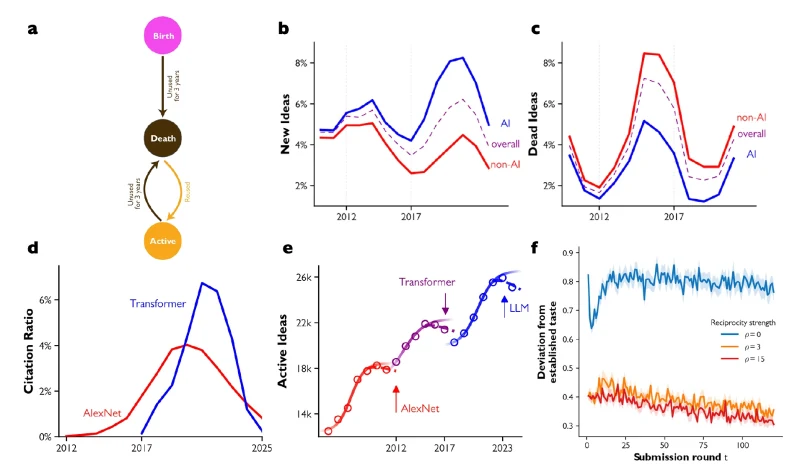 a
Birth
Unused
for 3 years
Death
Unused
for 3 years
Reused
Active
b
New Ideas
8%
6%
4%
2%
2012
2017
AI
overall
non-AI
c
Dead Ideas
8%
6%
4%
2%
2012
2017
non-AI
overall
AI
d
Citation Ratio
6%
4%
2%
0%
2012
2017
2025
Transformer
AlexNet
e
Active Ideas
26k
22k
18k
14k
2012
2017
2023
Transformer
LLM
AlexNet
f
Deviation from
established taste
0.9
0.8
0.7
0.6
0.5
0.4
0.3
0
25
50
75
100
Reciprocity strength
ρ = 0
ρ = 3
ρ = 15
Submission round t